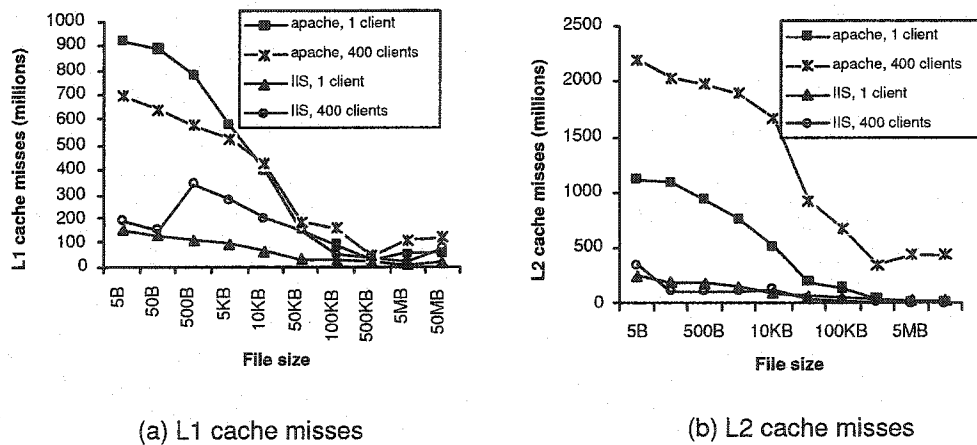 L1 cache misses (millions)
1000
900
800
700
600
500
400
300
200
100
0
apache, 1 client
apache, 400 clients
IIS, 1 client
IIS, 400 clients
5B
50B
500B
5KB
10KB
50KB
100KB
500KB
5MB
50MB
File size
(a) L1 cache misses
L2 cache misses (millions)
2500
2000
1500
1000
500
0
apache, 1 client
apache, 400 clients
IIS, 1 client
IIS, 400 clients
5B
500B
10KB
100KB
5MB
File size
(b) L2 cache misses